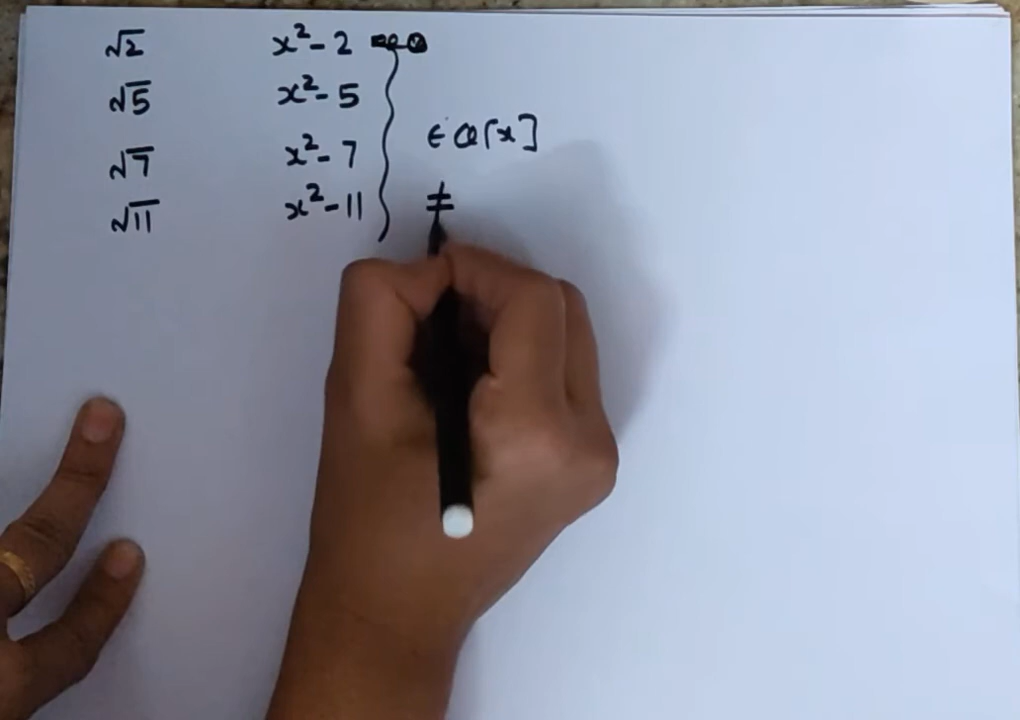 √2 x²-2
√5 x²-5
∈ Q[x]
√7 x²-7
≠
√11 x²-11